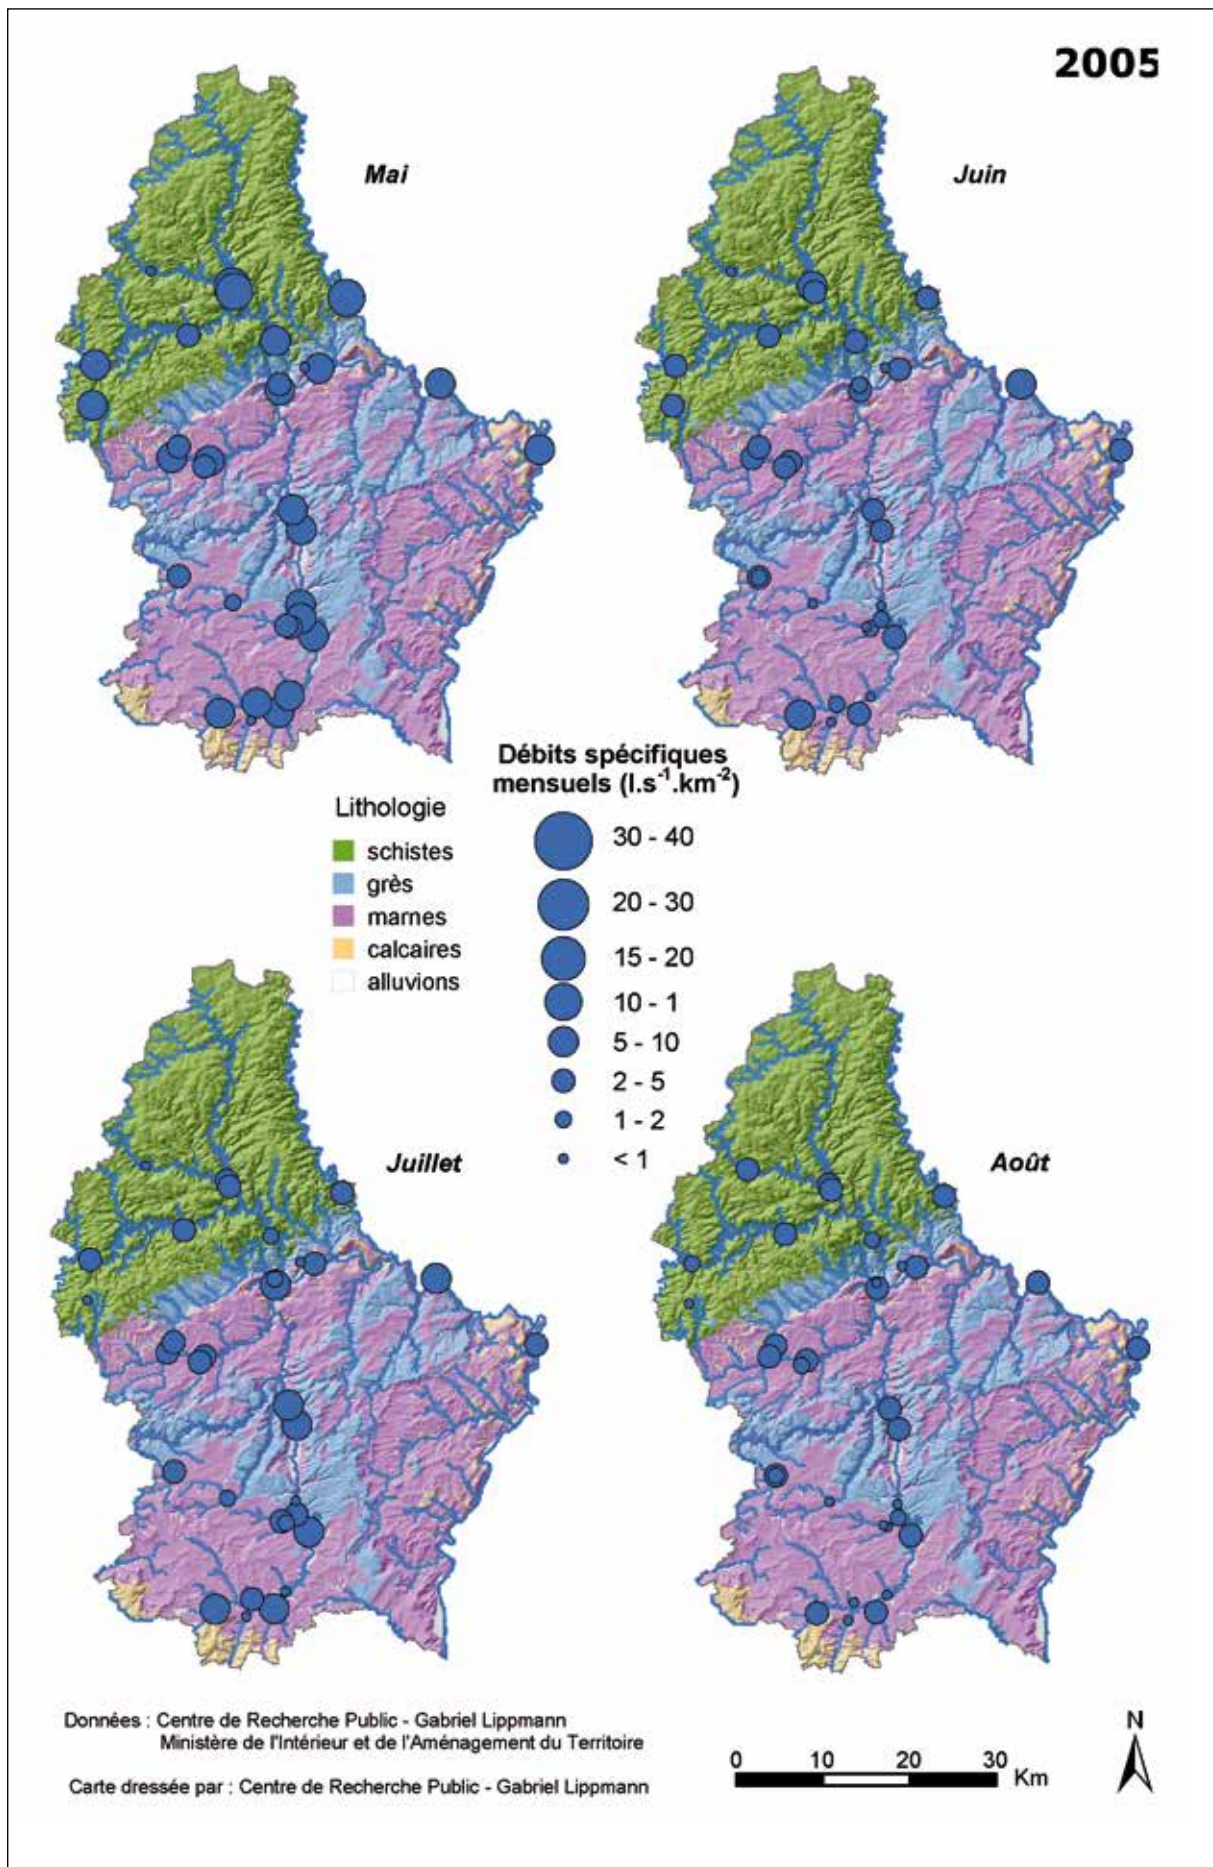 2005
Mai
Juin
Débits spécifiques
mensuels (l.s⁻¹.km⁻²)
Lithologie
schistes
grès
marnes
calcaires
alluvions
30 - 40
20 - 30
15 - 20
10 - 1
5 - 10
2 - 5
1 - 2
< 1
Juillet
Août
Données : Centre de Recherche Public - Gabriel Lippmann
Ministère de l'Intérieur et de l'Aménagement du Territoire
Carte dressée par : Centre de Recherche Public - Gabriel Lippmann
0 10 20 30
Km
N